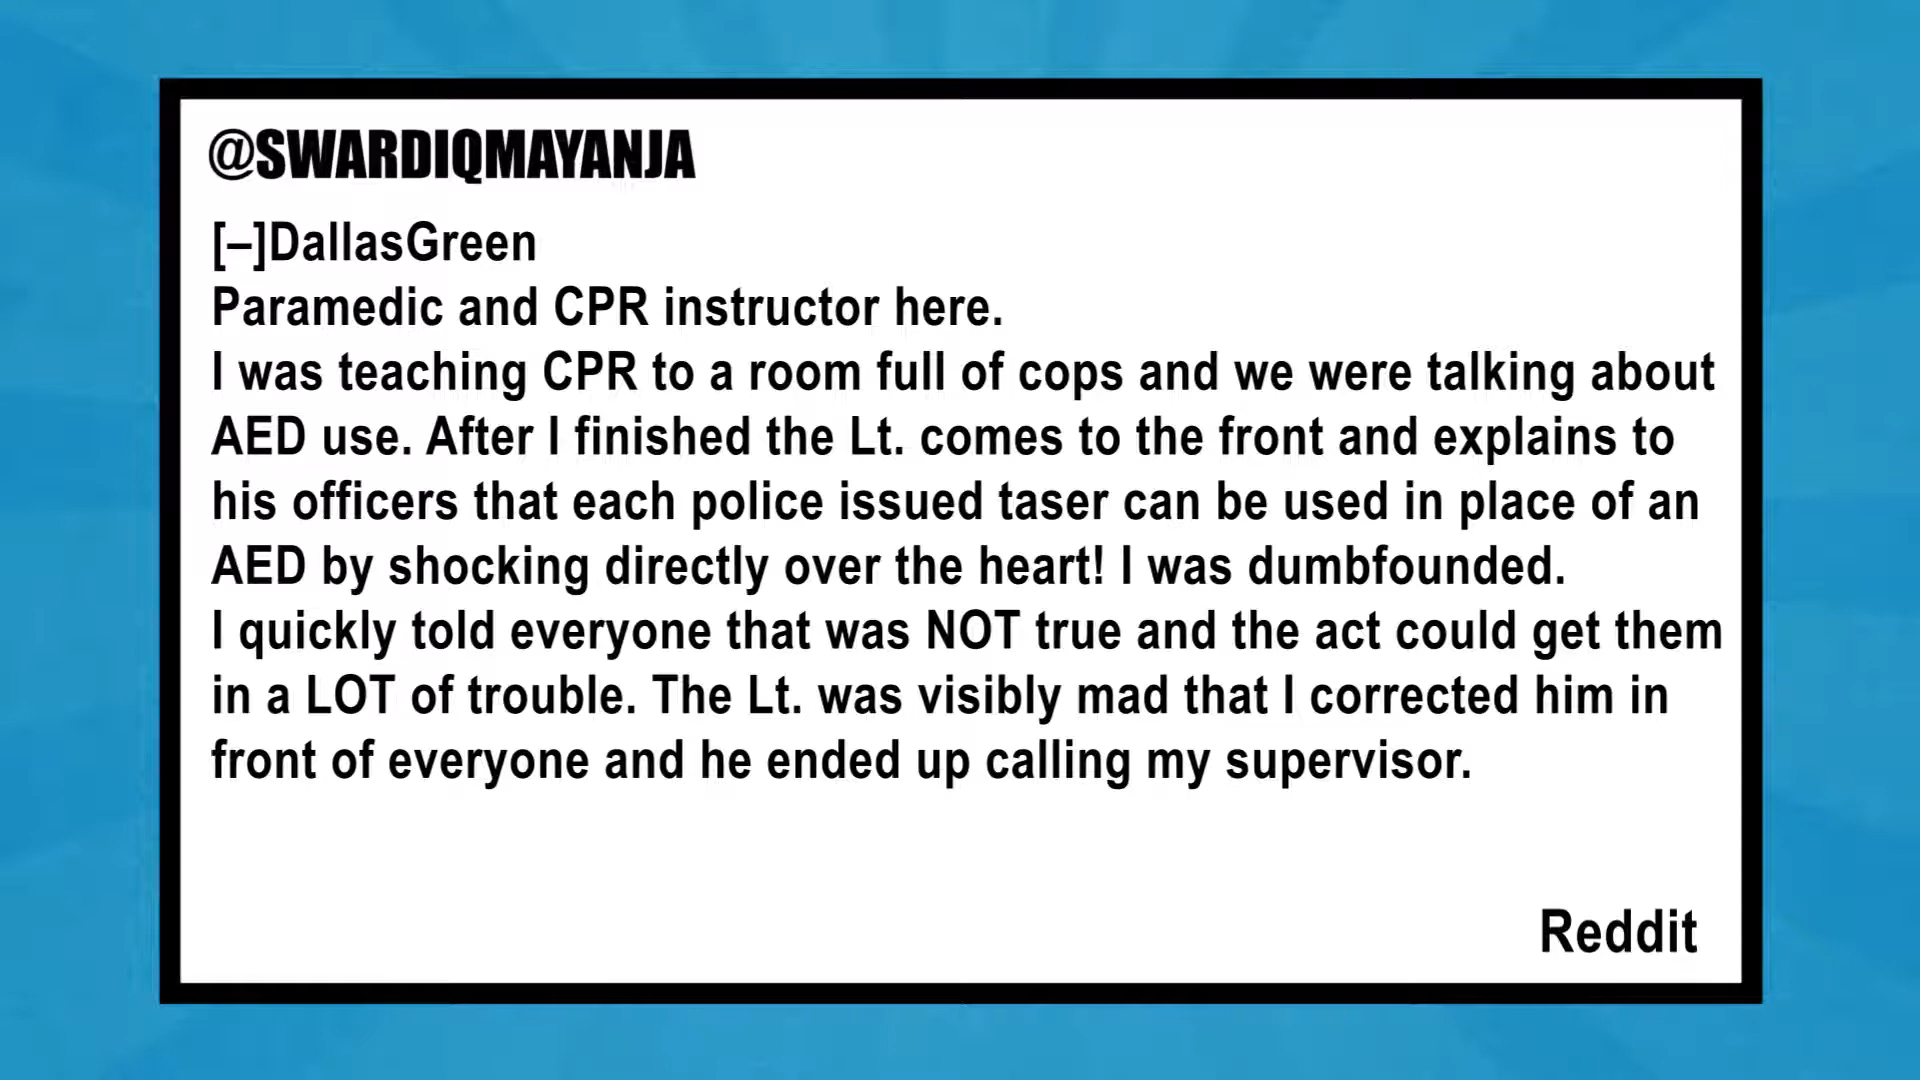 @SWARDIQMAYANJA
[–]DallasGreen
Paramedic and CPR instructor here.
I was teaching CPR to a room full of cops and we were talking about
AED use. After I finished the Lt. comes to the front and explains to
his officers that each police issued taser can be used in place of an
AED by shocking directly over the heart! I was dumbfounded.
I quickly told everyone that was NOT true and the act could get them
in a LOT of trouble. The Lt. was visibly mad that I corrected him in
front of everyone and he ended up calling my supervisor.
Reddit